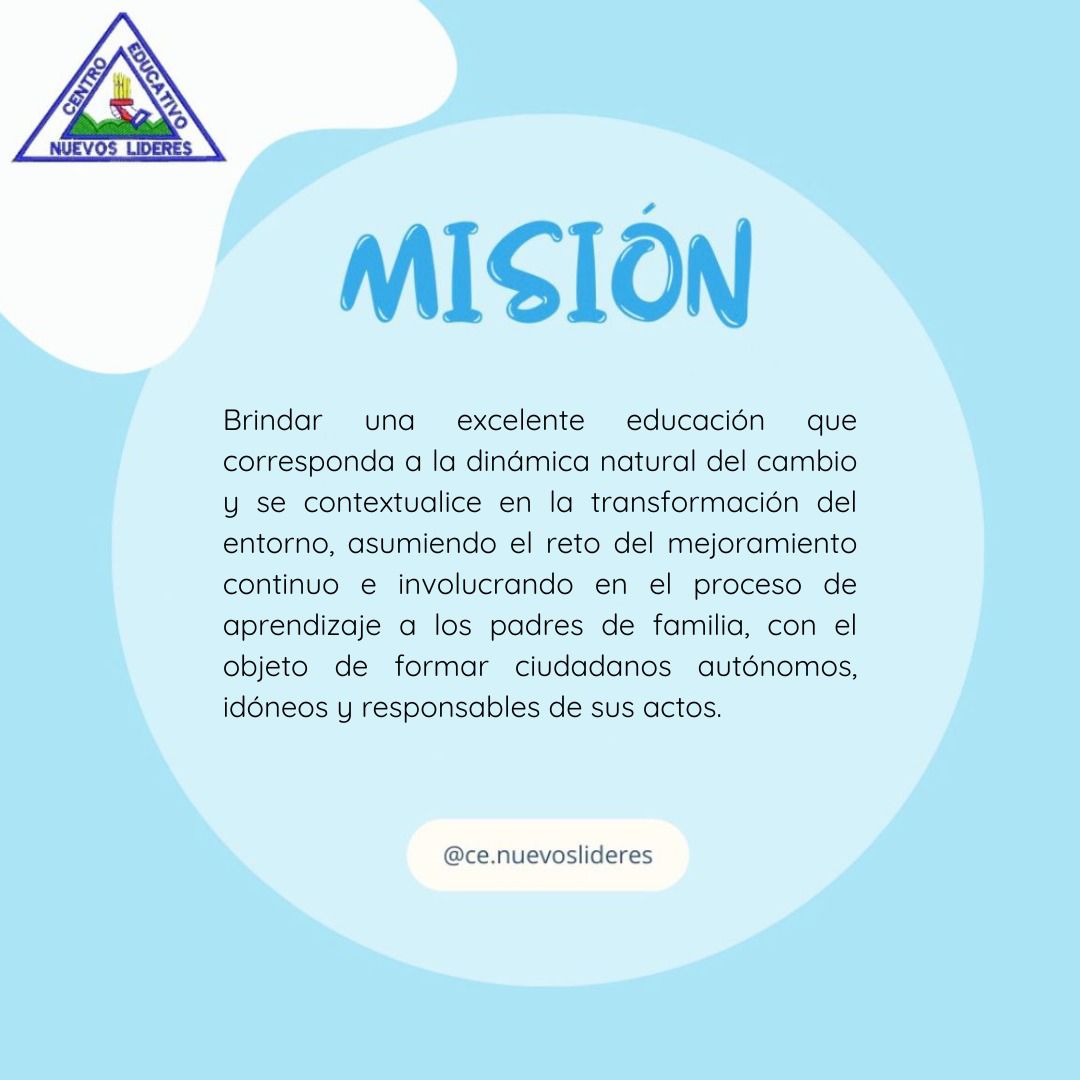 CENTRO EDUCATIVO
NUEVOS LIDERES
MISIÓN
Brindar una excelente educación que
corresponda a la dinámica natural del cambio
y se contextualice en la transformación del
entorno, asumiendo el reto del mejoramiento
continuo e involucrando en el proceso de
aprendizaje a los padres de familia, con el
objeto de formar ciudadanos autónomos,
idóneos y responsables de sus actos.
@ce.nuevoslideres